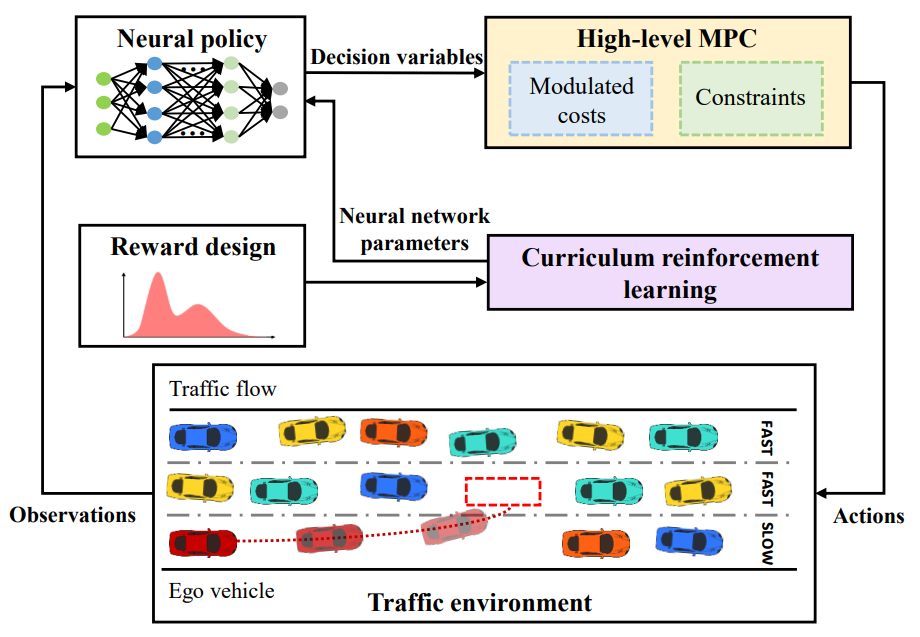 Neural policy
Decision variables
High-level MPC
Modulated
costs
Constraints
Neural network
parameters
Reward design
Curriculum reinforcement
learning
Traffic flow
FAST
FAST
SLOW
Observations
Actions
Ego vehicle
Traffic environment